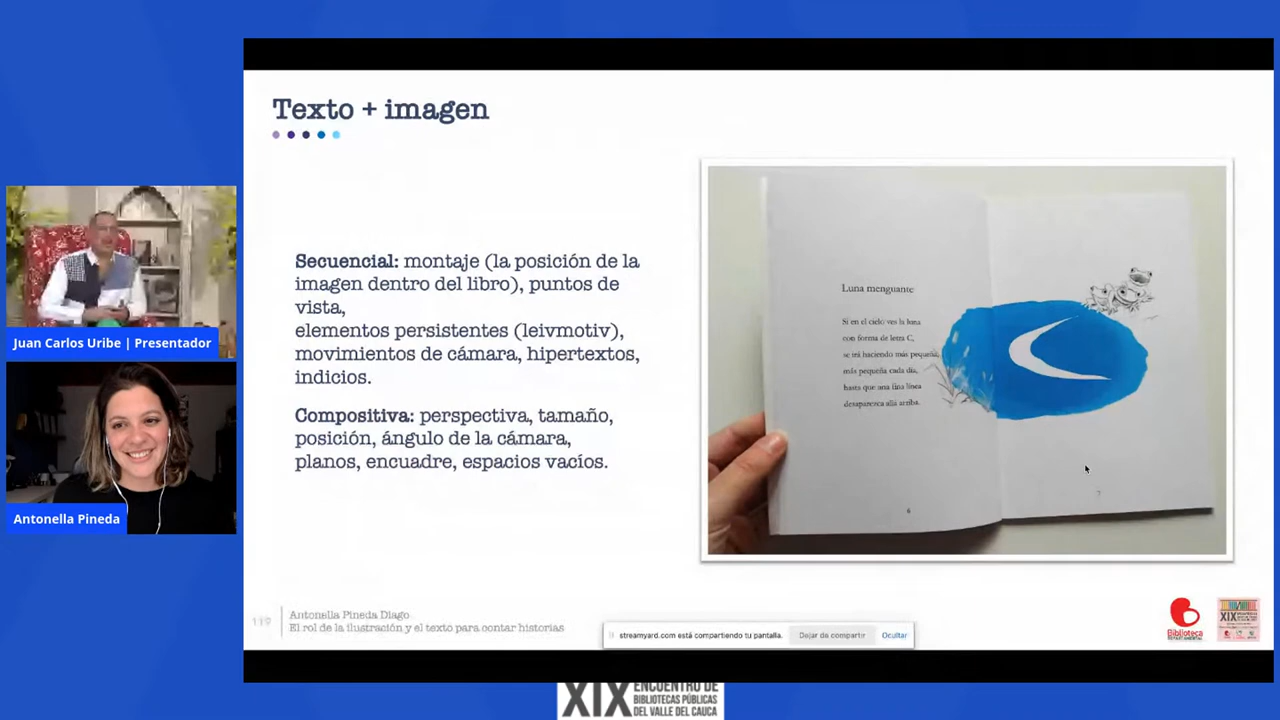 Texto + imagen
Secuencial: montaje (la posición de la
imagen dentro del libro), puntos de
vista,
elementos persistentes (leivmotiv),
movimientos de cámara, hipertextos,
indicios.
Compositiva: perspectiva, tamaño,
posición, ángulo de la cámara,
planos, encuadre, espacios vacíos.
Luna menguante
Si en el cielo ves la luna
con forma de letra C,
se irá haciendo más pequeña,
más pequeña cada día,
hasta que una fina línea
desaparezca allá arriba.
6
7
Juan Carlos Uribe | Presentador
Antonella Pineda
119
Antonella Pineda Diago
El rol de la ilustración y el texto para contar historias
streamyard.com está compartiendo tu pantalla.
Dejar de compartir
Ocultar
Biblioteca
XIX
XIX
ENCUENTRO DE
BIBLIOTECAS PÚBLICAS
DEL VALLE DEL CAUCA